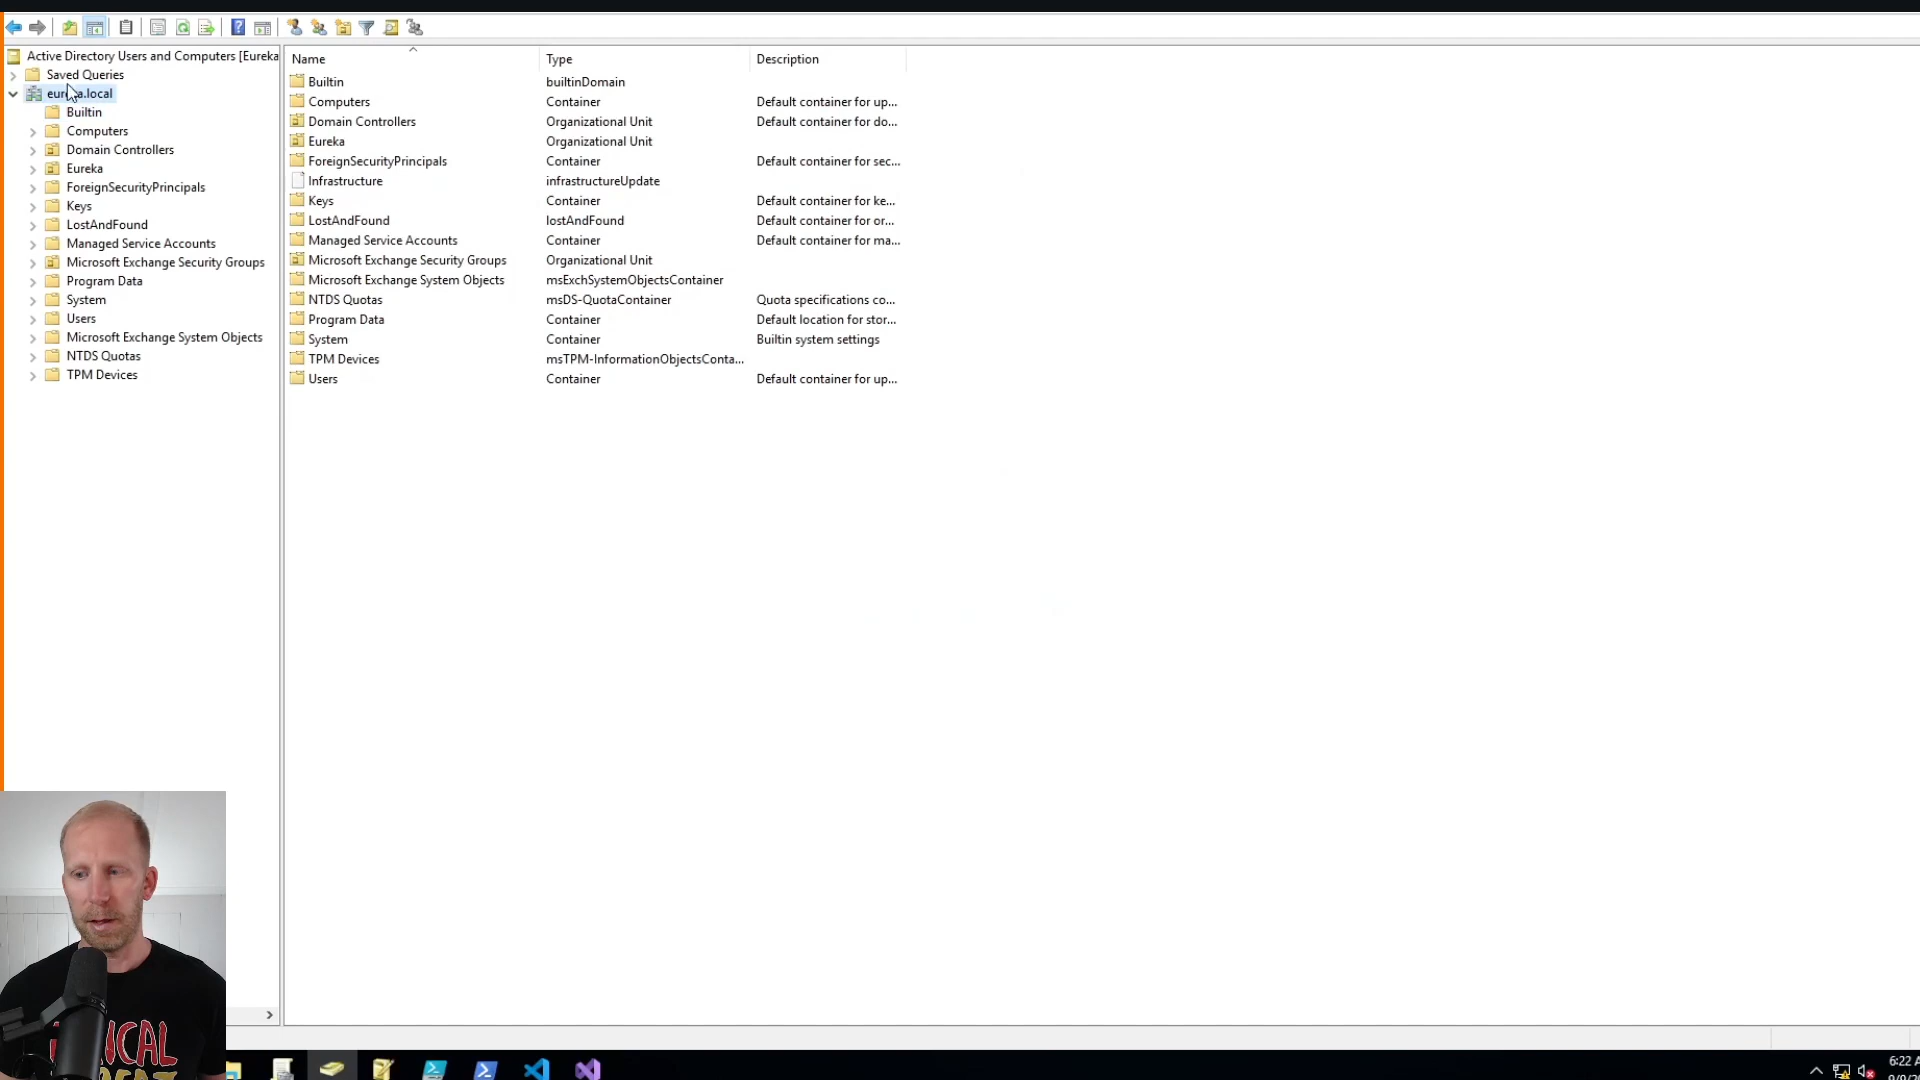 Active Directory Users and Computers [Eureka
Saved Queries
eureka.local
Builtin
Computers
Domain Controllers
Eureka
ForeignSecurityPrincipals
Keys
LostAndFound
Managed Service Accounts
Microsoft Exchange Security Groups
Program Data
System
Users
Microsoft Exchange System Objects
NTDS Quotas
TPM Devices
Name Type Description
Builtin builtinDomain
Computers Container Default container for up...
Domain Controllers Organizational Unit Default container for do...
Eureka Organizational Unit
ForeignSecurityPrincipals Container Default container for sec...
Infrastructure infrastructureUpdate
Keys Container Default container for ke...
LostAndFound lostAndFound Default container for or...
Managed Service Accounts Container Default container for ma...
Microsoft Exchange Security Groups Organizational Unit
Microsoft Exchange System Objects msExchSystemObjectsContainer
NTDS Quotas msDS-QuotaContainer Quota specifications co...
Program Data Container Default location for stor...
System Container Builtin system settings
TPM Devices msTPM-InformationObjectsConta...
Users Container Default container for up...
6:22 A